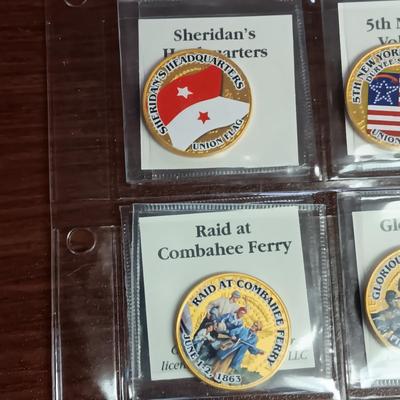 Sheridan's
Headquarters
SHERIDAN'S HEADQUARTERS
UNION FLAG
5th N
Vol
5TH NEW YORK
DURYEE'S
UNION
Raid at
Combahee Ferry
RAID AT COMBAHEE FERRY
JUNE 1-2, 1863
LLC
Glo
GLORIOU